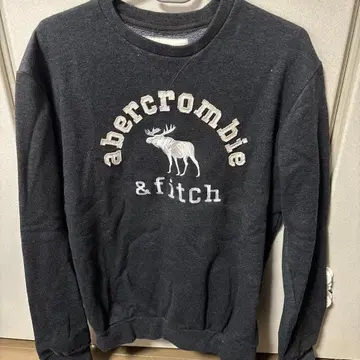 abercrombie
& fitch